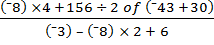 (⁻8) ×4+156 ÷ 2 of (⁻43 + 30)
(⁻3) – (⁻8) × 2 + 6